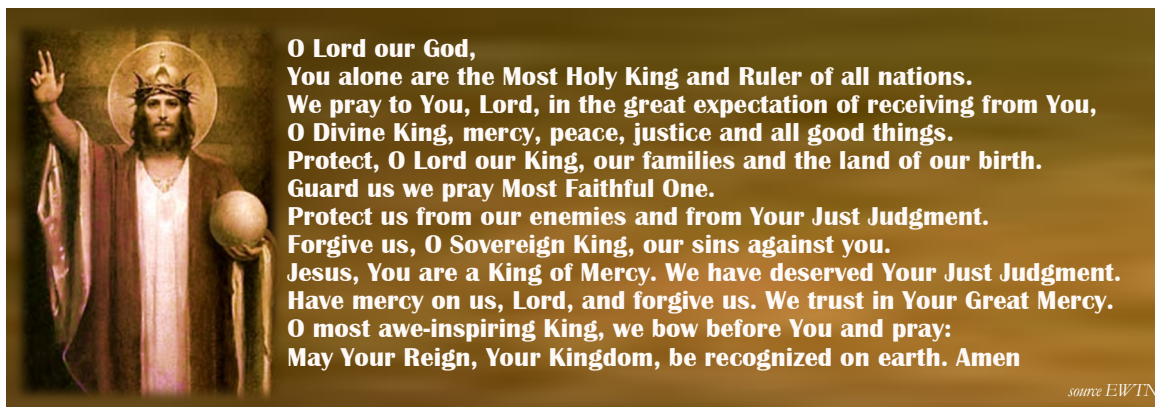 O Lord our God,
You alone are the Most Holy King and Ruler of all nations.
We pray to You, Lord, in the great expectation of receiving from You,
O Divine King, mercy, peace, justice and all good things.
Protect, O Lord our King, our families and the land of our birth.
Guard us we pray Most Faithful One.
Protect us from our enemies and from Your Just Judgment.
Forgive us, O Sovereign King, our sins against you.
Jesus, You are a King of Mercy. We have deserved Your Just Judgment.
Have mercy on us, Lord, and forgive us. We trust in Your Great Mercy.
O most awe-inspiring King, we bow before You and pray:
May Your Reign, Your Kingdom, be recognized on earth. Amen
source EWTN